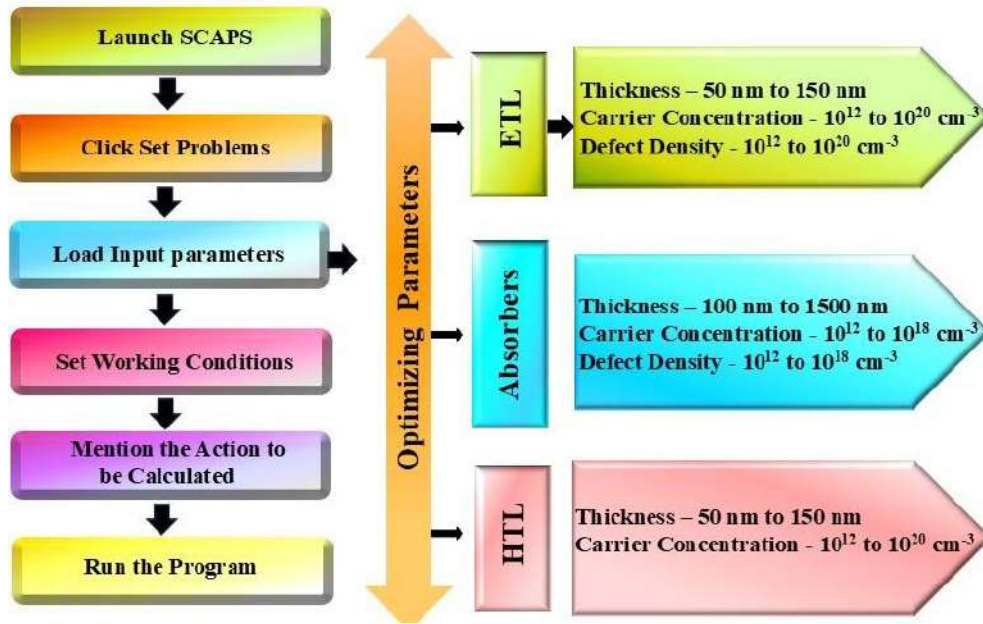 Launch SCAPS
Click Set Problems
Load Input parameters
Set Working Conditions
Mention the Action to
be Calculated
Run the Program
Optimizing Parameters
ETL
Thickness – 50 nm to 150 nm
Carrier Concentration - 10¹² to 10²⁰ cm⁻³
Defect Density - 10¹² to 10²⁰ cm⁻³
Absorbers
Thickness – 100 nm to 1500 nm
Carrier Concentration - 10¹² to 10¹⁸ cm⁻³
Defect Density - 10¹² to 10¹⁸ cm⁻³
HTL
Thickness – 50 nm to 150 nm
Carrier Concentration - 10¹² to 10²⁰ cm⁻³